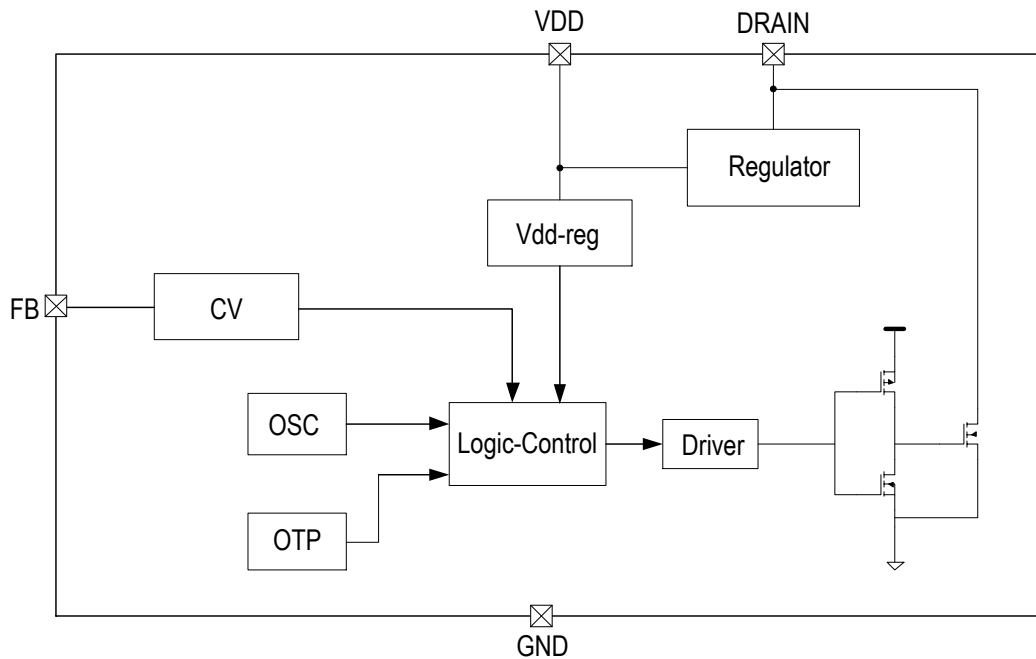 VDD
DRAIN
Regulator
Vdd-reg
FB
CV
OSC
Logic-Control
Driver
OTP
GND